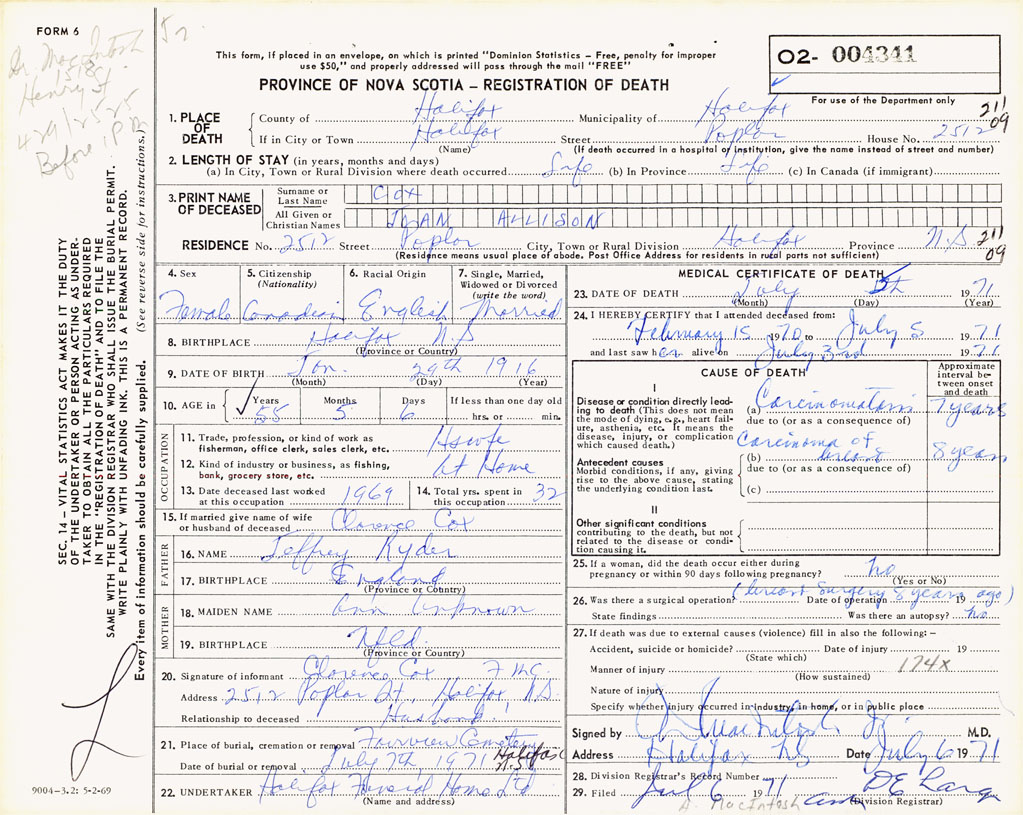 FORM 6
52
Dr. MacIntosh
1518
Henry St
429/2525
Before 1 P.M.
This form, if placed in an envelope, on which is printed "Dominion Statistics – Free, penalty for improper
use $50," and properly addressed will pass through the mail "FREE"
02- 004341
PROVINCE OF NOVA SCOTIA – REGISTRATION OF DEATH
For use of the Department only
211
09
1. PLACE OF DEATH
County of Halifax Municipality of Halifax
If in City or Town Halifax Street Poplar House No. 2512
(Name) (If death occurred in a hospital or institution, give the name instead of street and number)
2. LENGTH OF STAY (in years, months and days)
(a) In City, Town or Rural Division where death occurred Life (b) In Province Life (c) In Canada (if immigrant)
3. PRINT NAME OF DECEASED
Surname or Last Name COX
All Given or Christian Names JEAN ALLISON
RESIDENCE No. 2512 Street Poplar City, Town or Rural Division Halifax Province N.S
211
09
(Residence means usual place of abode. Post Office Address for residents in rural parts not sufficient)
4. Sex Female
5. Citizenship (Nationality) Canadian
6. Racial Origin English
7. Single, Married, Widowed or Divorced (write the word) Married
8. BIRTHPLACE Halifax N.S
(Province or Country)
9. DATE OF BIRTH Jan. 29th 1916
(Month) (Day) (Year)
10. AGE in Years 55 Months 5 Days 6 If less than one day old hrs. or min.
OCCUPATION
11. Trade, profession, or kind of work as fisherman, office clerk, sales clerk, etc. Hswfe
12. Kind of industry or business, as fishing, bank, grocery store, etc. At Home
13. Date deceased last worked at this occupation 1969
14. Total yrs. spent in this occupation 32
15. If married give name of wife or husband of deceased Clarence Cox
FATHER
16. NAME Jeffrey Ryder
17. BIRTHPLACE England
(Province or Country)
MOTHER
18. MAIDEN NAME Ann Unknown
19. BIRTHPLACE Nfld.
(Province or Country)
20. Signature of informant Clarence Cox
Address 2512 Poplar St, Halifax, N.S.
Relationship to deceased Husband
21. Place of burial, cremation or removal Fairview Cemetery
Halifax N.S.
Date of burial or removal July 7th, 1971
22. UNDERTAKER Halifax Funeral Home Ltd
(Name and address)
MEDICAL CERTIFICATE OF DEATH
23. DATE OF DEATH July 5th 1971
(Month) (Day) (Year)
24. I HEREBY CERTIFY that I attended deceased from:
February 15 1970 to July 5 1971
and last saw her alive on July 3rd 1971
CAUSE OF DEATH
Approximate interval between onset and death
I
Disease or condition directly leading to death (This does not mean the mode of dying, e.g., heart failure, asthenia, etc. It means the disease, injury, or complication which caused death.)
(a) Carcinomatosis 7 years
due to (or as a consequence of)
Antecedent causes
Morbid conditions, if any, giving rise to the above cause, stating the underlying condition last.
(b) Carcinoma of breast 8 years
due to (or as a consequence of)
(c)
II
Other significant conditions
contributing to the death, but not related to the disease or condition causing it.
25. If a woman, did the death occur either during pregnancy or within 90 days following pregnancy? no
(Yes or No)
26. Was there a surgical operation? (breast surgery 8 years ago) Date of operation 19
State findings Was there an autopsy? no.
27. If death was due to external causes (violence) fill in also the following: –
Accident, suicide or homicide? Date of injury 19
(State which)
Manner of injury 174X
(How sustained)
Nature of injury
Specify whether injury occurred in industry, in home, or in public place
Signed by MacIntosh Jr. M.D.
Address Halifax NS Date July 6 1971
28. Division Registrar's Record Number
29. Filed Jul 6 1971
(Division Registrar)
A. MacIntosh
SEC. 14 – VITAL STATISTICS ACT MAKES IT THE DUTY
OF THE UNDERTAKER OR PERSON ACTING AS UNDER-
TAKER TO OBTAIN ALL THE PARTICULARS REQUIRED
IN THE "REGISTRATION OF DEATH" AND TO FILE THE
SAME WITH THE DIVISION REGISTRAR WHO SHALL ISSUE THE BURIAL PERMIT.
WRITE PLAINLY WITH UNFADING INK. THIS IS A PERMANENT RECORD.
Every item of information should be carefully supplied. (See reverse side for instructions.)
9004-3.2: 5-2-69